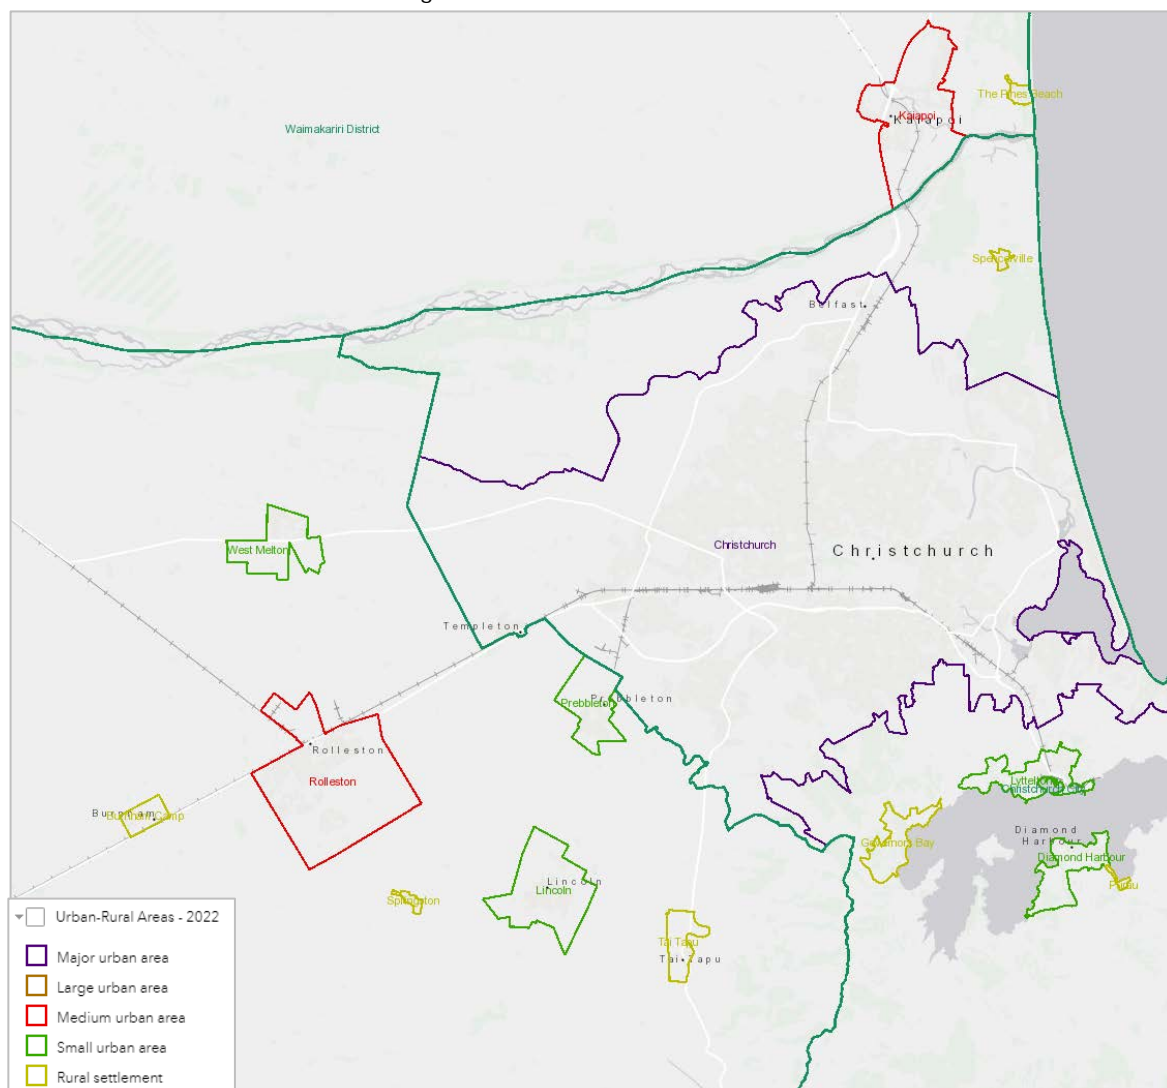 g
The Pines Beach
Kaiapoi
Kaiapoi
Waimakariri District
Spencerville
Belfast
West Melton
Christchurch
Christchurch
Templeton
Prebbleton
Prebbleton
Rolleston
Rolleston
Lyttelton
Christchurch City
Burnham
Burnham Camp
Diamond
Harbour
Governors Bay
Diamond Harbour
Lincoln
Lincoln
Purau
Springston
Tai Tapu
Tai Tapu
Urban-Rural Areas - 2022
Major urban area
Large urban area
Medium urban area
Small urban area
Rural settlement